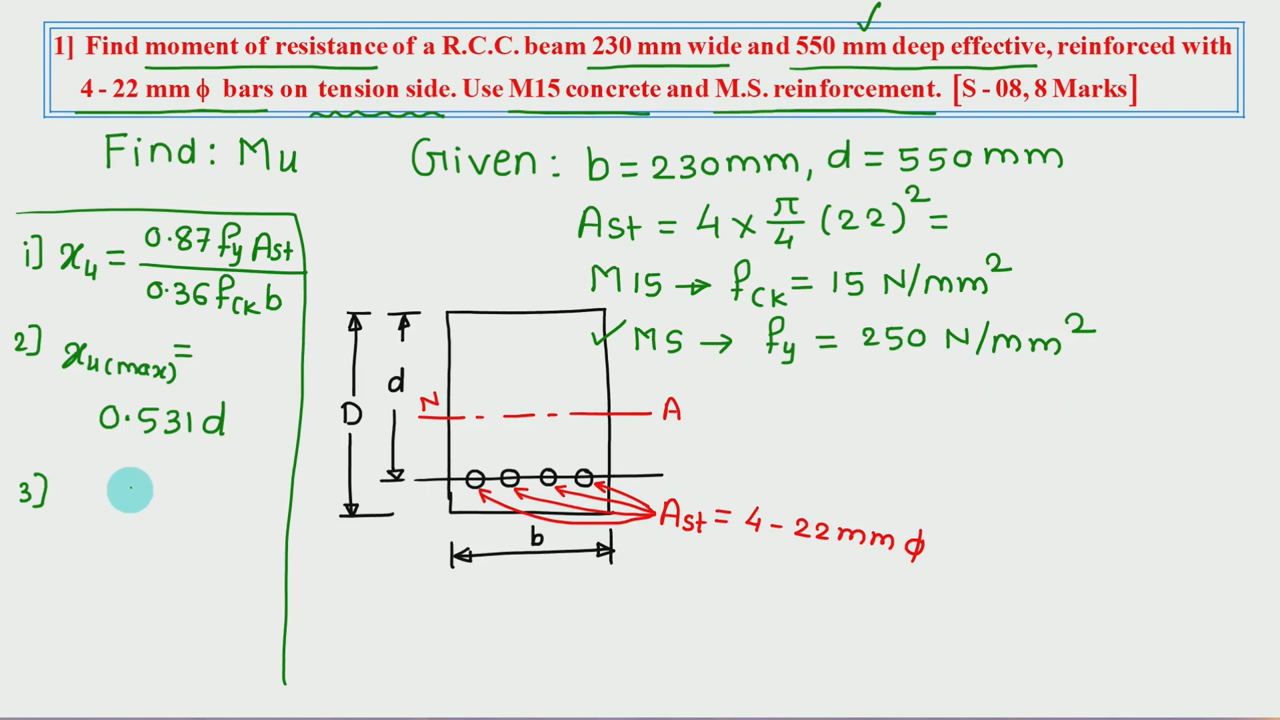 1] Find moment of resistance of a R.C.C. beam 230 mm wide and 550 mm deep effective, reinforced with
4 - 22 mm ϕ bars on tension side. Use M15 concrete and M.S. reinforcement. [S - 08, 8 Marks]
Find: Mu
Given: b = 230mm, d = 550mm
Ast = 4 × π/4 (22)² =
M15 → fCK = 15 N/mm²
✓ MS → fy = 250 N/mm²
i] xu = 0.87 fy Ast / 0.36 fCK b
2] xu(max) =
0.531d
3]
D
d
N
A
b
Ast = 4 - 22mm ϕ